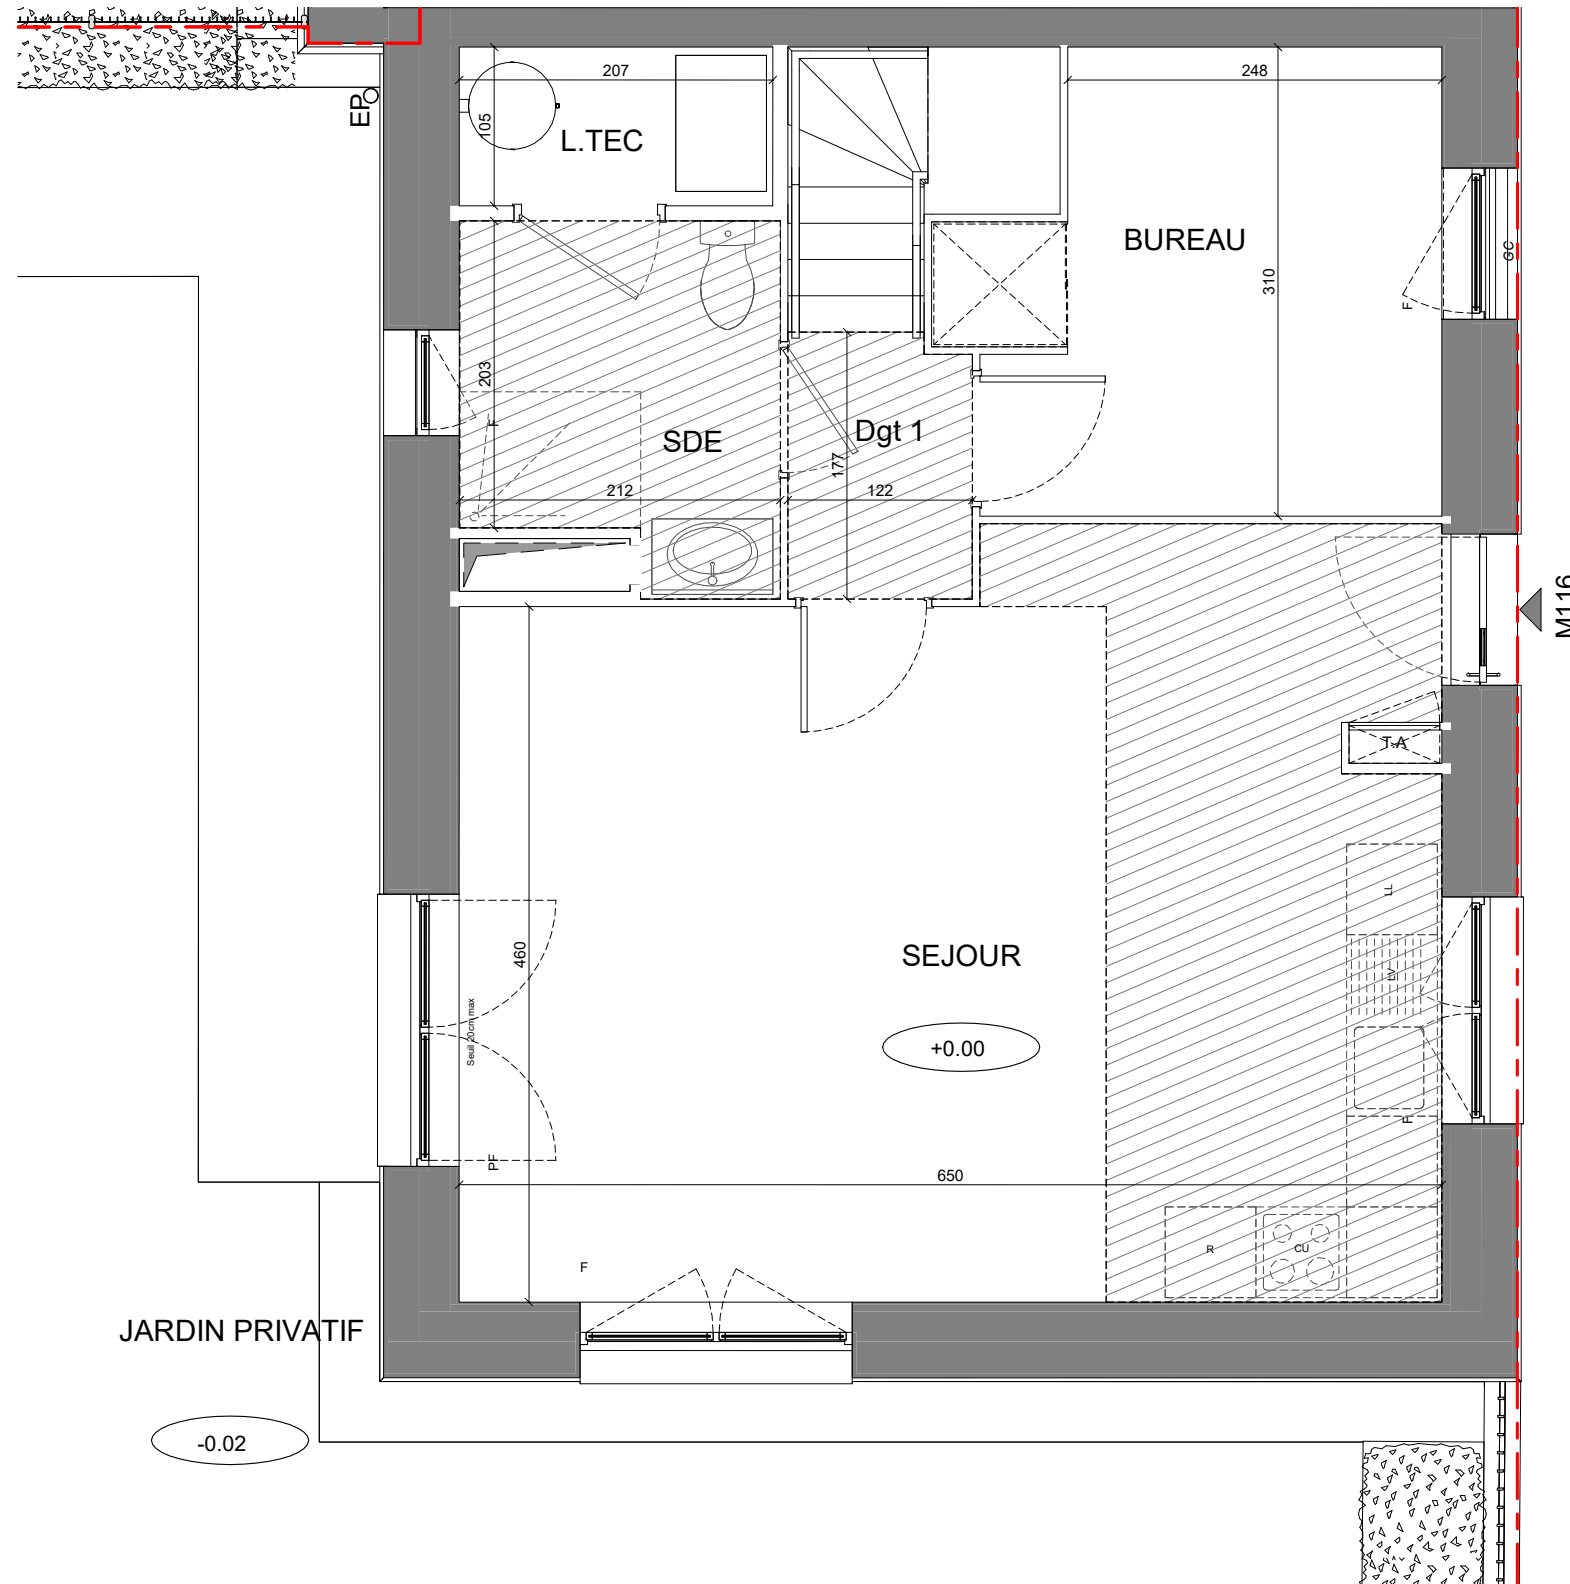 207
248
EP
105
L.TEC
BUREAU
GC
310
F
203
F
SDE
Dgt 1
177
212
122
M116
T.A
LL
SEJOUR
460
LV
Seuil 20cm max
+0.00
F
PF
650
R
CU
F
JARDIN PRIVATIF
-0.02